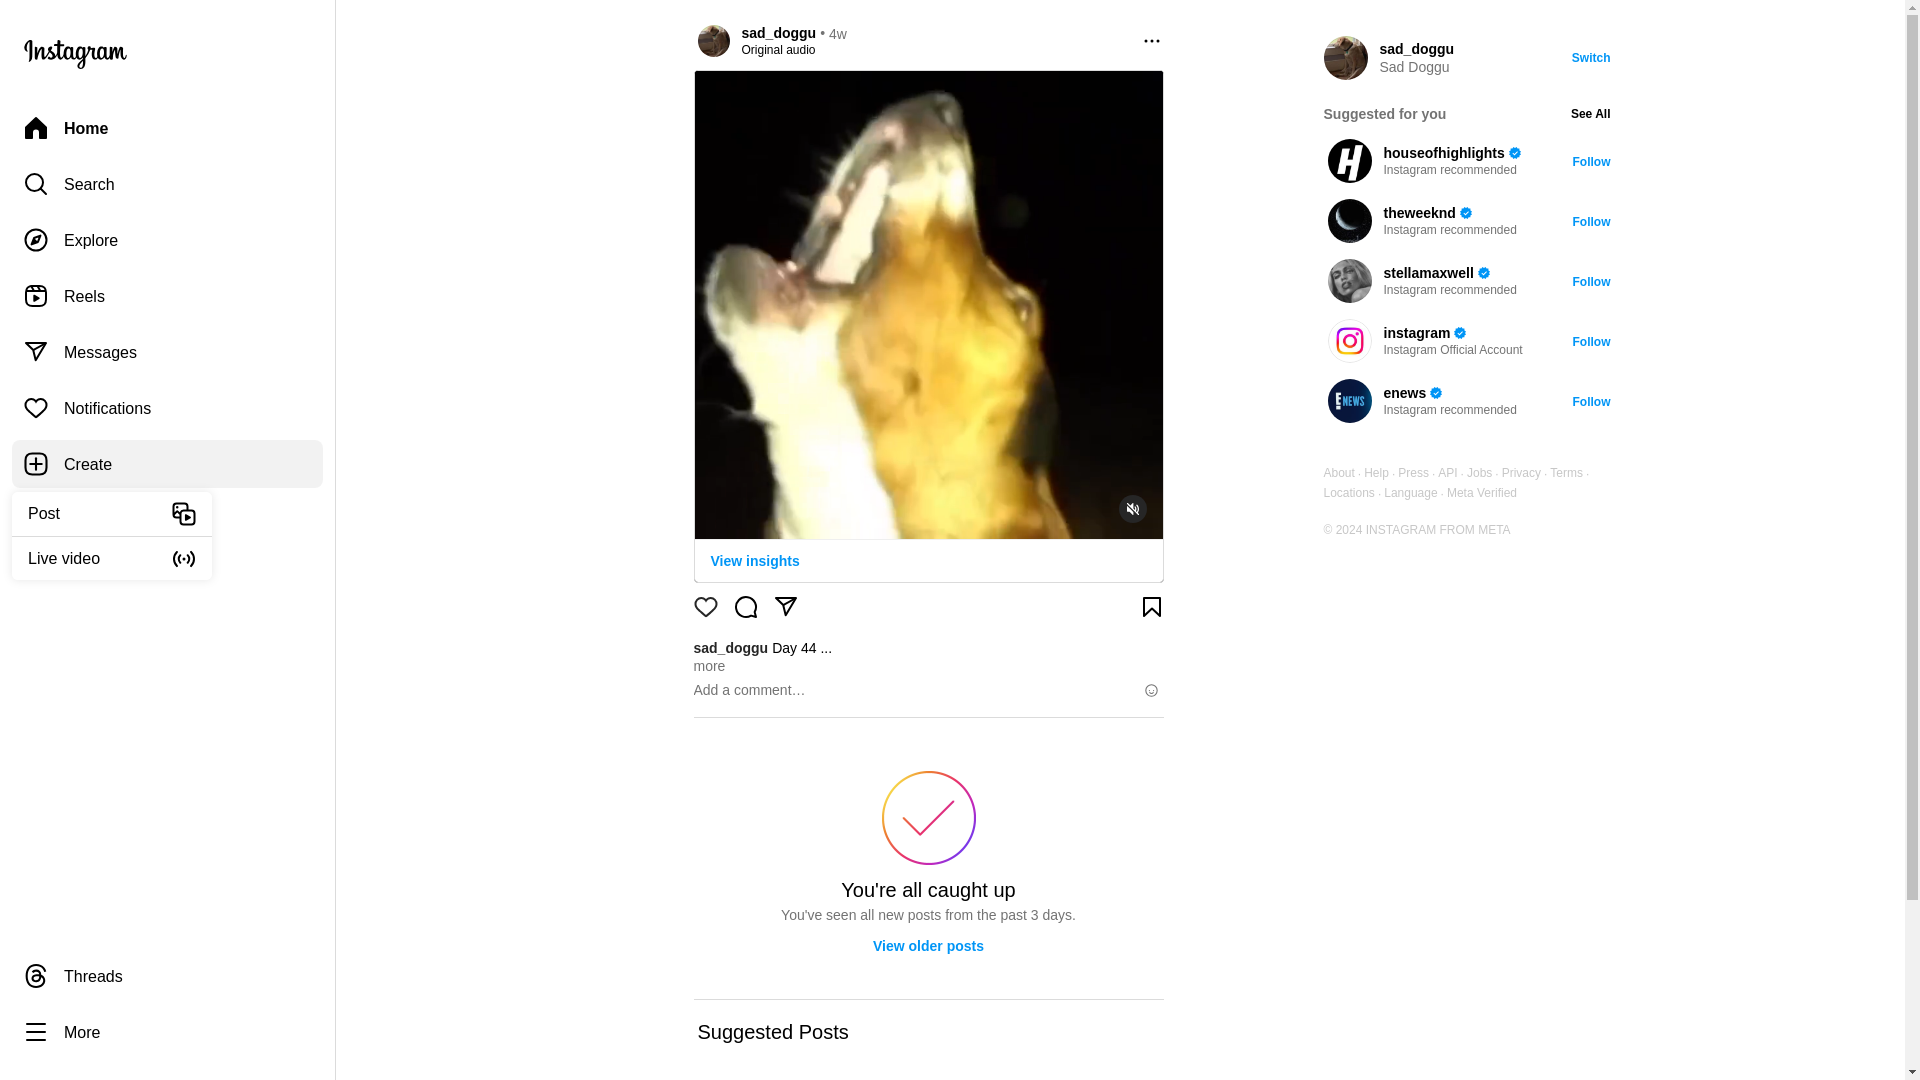 Instagram
Home
Search
Explore
Reels
Messages
Notifications
Create
Post
Live video
Threads
More
sad_doggu • 4w
Original audio
View insights
sad_doggu Day 44 ...
more
Add a comment…
You're all caught up
You've seen all new posts from the past 3 days.
View older posts
Suggested Posts
sad_doggu
Sad Doggu
Switch
Suggested for you
See All
houseofhighlights
Instagram recommended
Follow
theweeknd
Instagram recommended
Follow
stellamaxwell
Instagram recommended
Follow
instagram
Instagram Official Account
Follow
E NEWS
enews
Instagram recommended
Follow
About · Help · Press · API · Jobs · Privacy · Terms ·
Locations · Language · Meta Verified
© 2024 INSTAGRAM FROM META